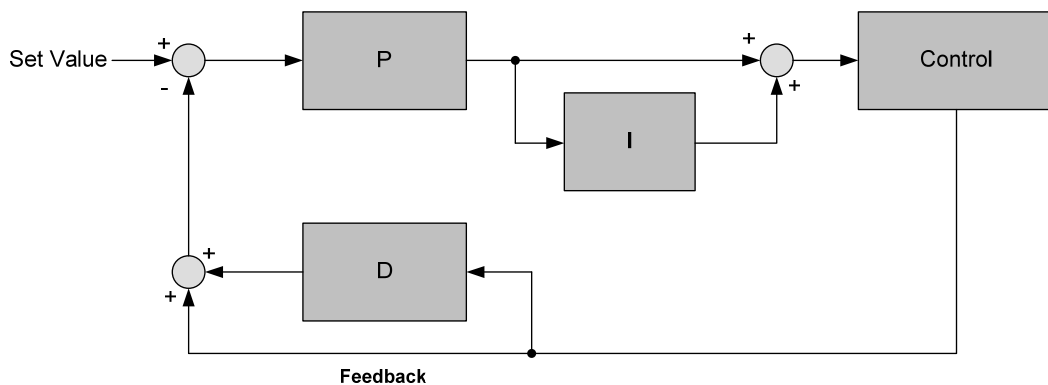 Set Value
+
-
P
+
+
Control
I
D
+
+
Feedback